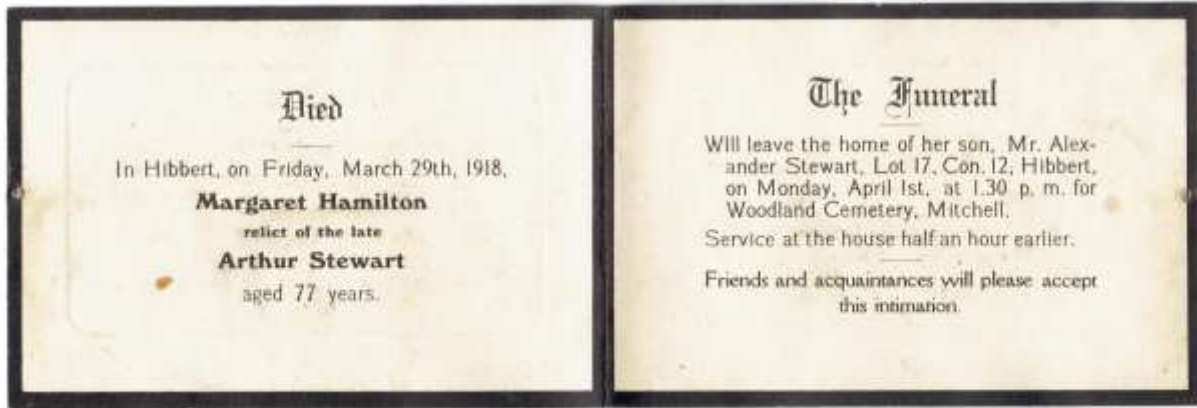 Died
In Hibbert, on Friday, March 29th, 1918,
Margaret Hamilton
relict of the late
Arthur Stewart
aged 77 years.
The Funeral
Will leave the home of her son, Mr. Alex-
ander Stewart, Lot 17, Con. 12, Hibbert,
on Monday, April 1st, at 1.30 p. m. for
Woodland Cemetery, Mitchell.
Service at the house half an hour earlier.
Friends and acquaintances will please accept
this intimation.